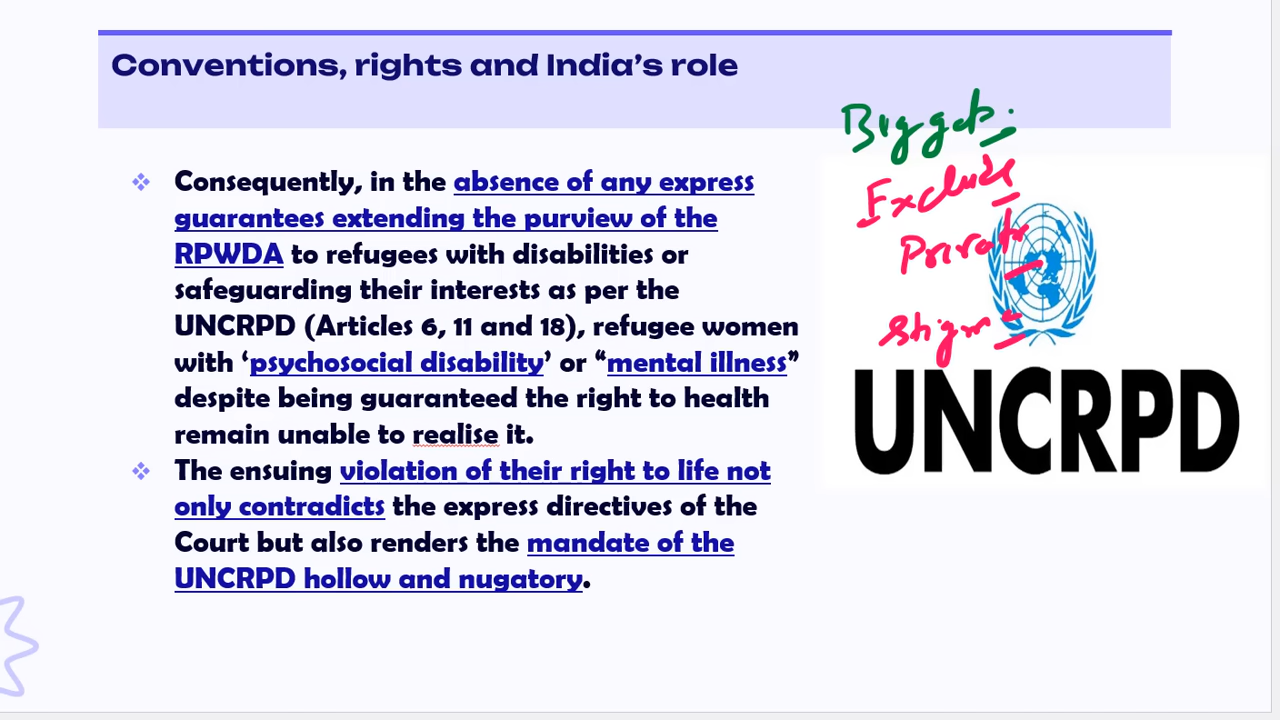 Conventions, rights and India’s role
Consequently, in the absence of any express
guarantees extending the purview of the
RPWDA to refugees with disabilities or
safeguarding their interests as per the
UNCRPD (Articles 6, 11 and 18), refugee women
with ‘psychosocial disability’ or “mental illness”
despite being guaranteed the right to health
remain unable to realise it.
The ensuing violation of their right to life not
only contradicts the express directives of the
Court but also renders the mandate of the
UNCRPD hollow and nugatory.
Exclude
Private
Stigma
UNCRPD